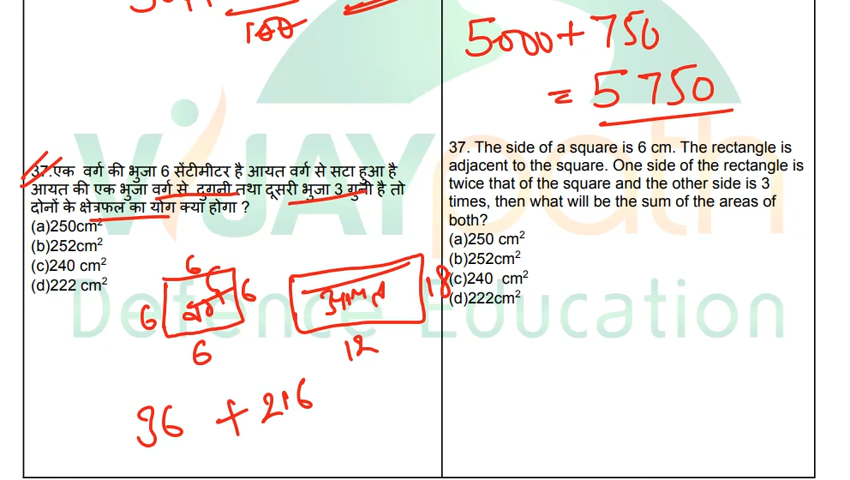 100
5000 + 750
= 5750
37.एक वर्ग की भुजा 6 सेंटीमीटर है आयत वर्ग से सटा हुआ है
आयत की एक भुजा वर्ग से दुगनी तथा दूसरी भुजा 3 गुनी है तो
दोनों के क्षेत्रफल का योग क्या होगा ?
(a)250cm²
(b)252cm²
(c)240 cm²
(d)222 cm²
6
6 वर्ग 6
6
आयत 18
12
36 + 216
37. The side of a square is 6 cm. The rectangle is
adjacent to the square. One side of the rectangle is
twice that of the square and the other side is 3
times, then what will be the sum of the areas of
both?
(a)250 cm²
(b)252cm²
(c)240 cm²
(d)222cm²
VIJAYpath
Defence Education